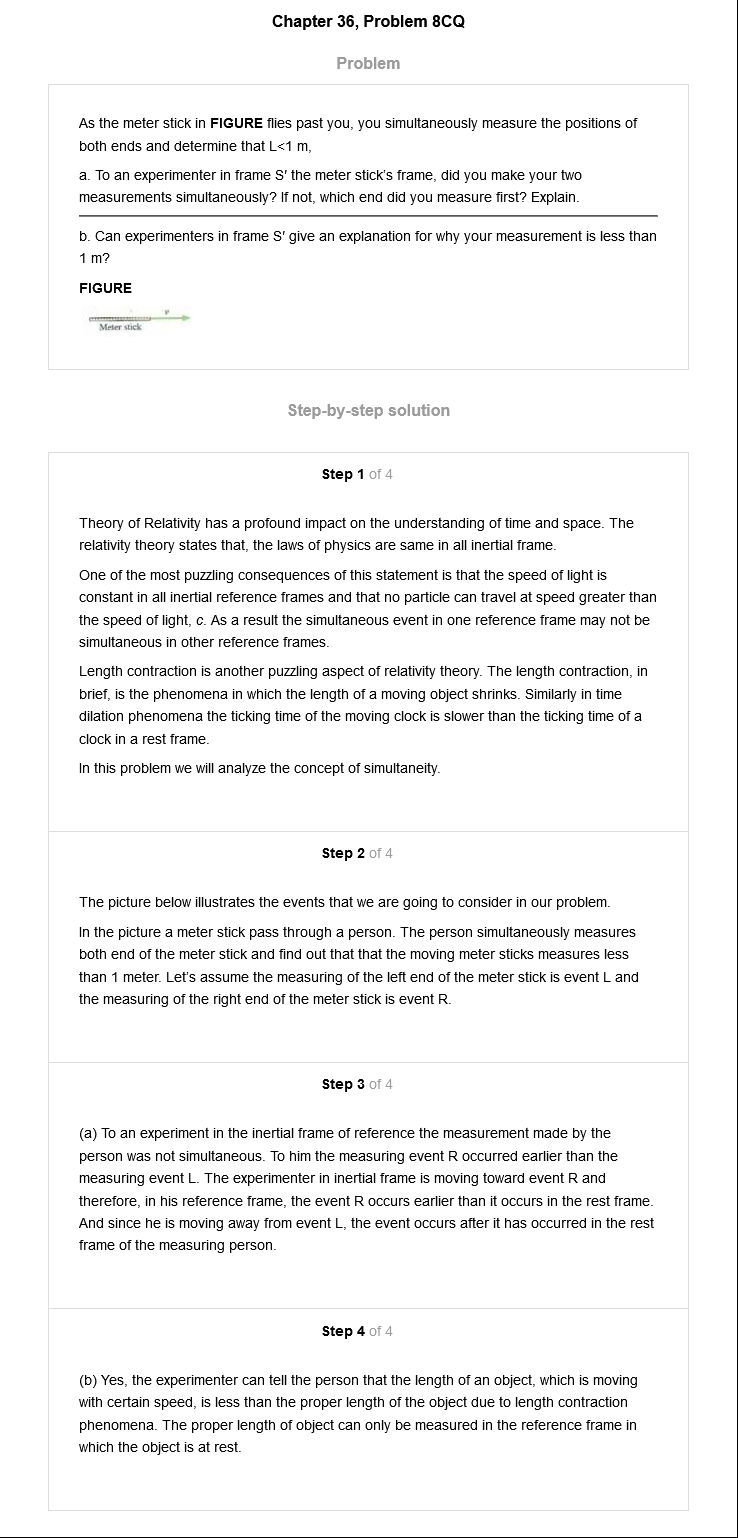 Chapter 36, Problem 8CQ
Problem
As the meter stick in FIGURE flies past you, you simultaneously measure the positions of
both ends and determine that L<1 m,
a. To an experimenter in frame S′ the meter stick's frame, did you make your two
measurements simultaneously? If not, which end did you measure first? Explain.
b. Can experimenters in frame S′ give an explanation for why your measurement is less than
1 m?
FIGURE
v
Meter stick
Step-by-step solution
Step 1 of 4
Theory of Relativity has a profound impact on the understanding of time and space. The
relativity theory states that, the laws of physics are same in all inertial frame.
One of the most puzzling consequences of this statement is that the speed of light is
constant in all inertial reference frames and that no particle can travel at speed greater than
the speed of light, c. As a result the simultaneous event in one reference frame may not be
simultaneous in other reference frames.
Length contraction is another puzzling aspect of relativity theory. The length contraction, in
brief, is the phenomena in which the length of a moving object shrinks. Similarly in time
dilation phenomena the ticking time of the moving clock is slower than the ticking time of a
clock in a rest frame.
In this problem we will analyze the concept of simultaneity.
Step 2 of 4
The picture below illustrates the events that we are going to consider in our problem.
In the picture a meter stick pass through a person. The person simultaneously measures
both end of the meter stick and find out that that the moving meter sticks measures less
than 1 meter. Let's assume the measuring of the left end of the meter stick is event L and
the measuring of the right end of the meter stick is event R.
Step 3 of 4
(a) To an experiment in the inertial frame of reference the measurement made by the
person was not simultaneous. To him the measuring event R occurred earlier than the
measuring event L. The experimenter in inertial frame is moving toward event R and
therefore, in his reference frame, the event R occurs earlier than it occurs in the rest frame.
And since he is moving away from event L, the event occurs after it has occurred in the rest
frame of the measuring person.
Step 4 of 4
(b) Yes, the experimenter can tell the person that the length of an object, which is moving
with certain speed, is less than the proper length of the object due to length contraction
phenomena. The proper length of object can only be measured in the reference frame in
which the object is at rest.